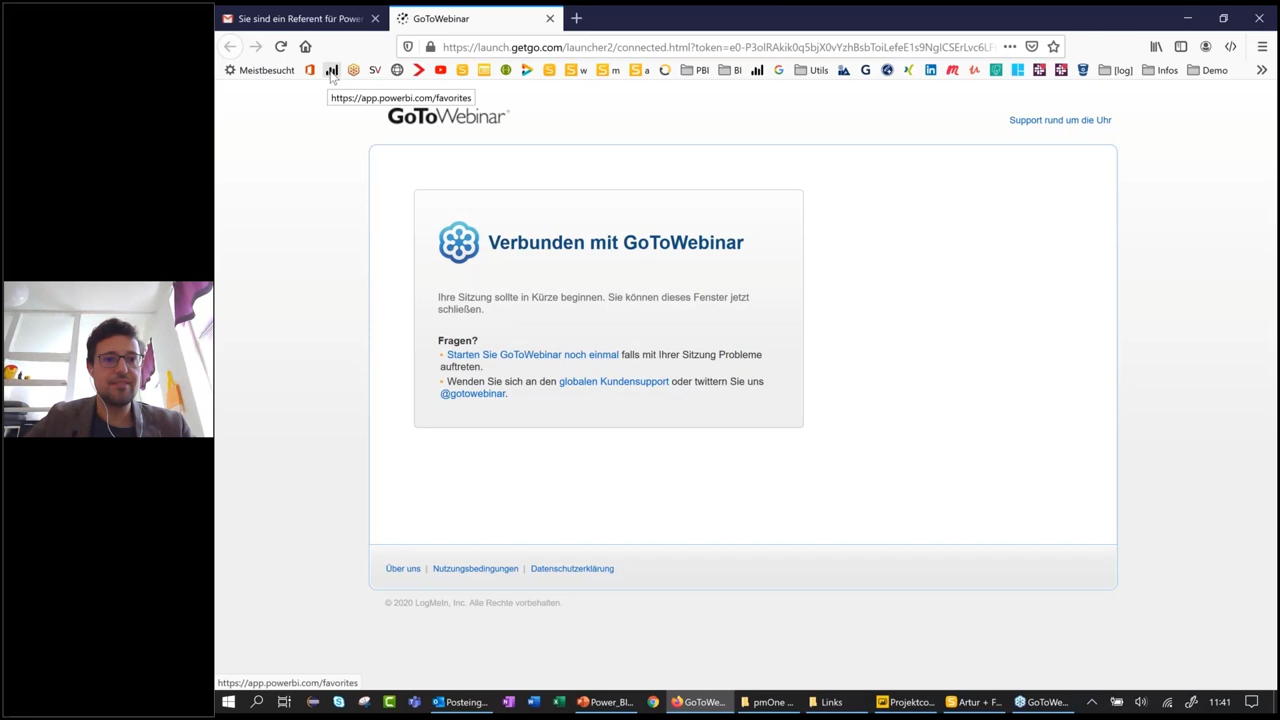 Sie sind ein Referent für Power
GoToWebinar
https://launch.getgo.com/launcher2/connected.html?token=e0-P3olRAkik0q5bjX0vYzhBsbToiLefeE1s9NglCSErLvc6LF
Meistbesucht
SV
w
m
a
PBI
BI
Utils
[log]
Infos
Demo
https://app.powerbi.com/favorites
GoToWebinar
Support rund um die Uhr
Verbunden mit GoToWebinar
Ihre Sitzung sollte in Kürze beginnen. Sie können dieses Fenster jetzt
schließen.
Fragen?
Starten Sie GoToWebinar noch einmal falls mit Ihrer Sitzung Probleme
auftreten.
Wenden Sie sich an den globalen Kundensupport oder twittern Sie uns
@gotowebinar.
Über uns | Nutzungsbedingungen | Datenschutzerklärung
© 2020 LogMeIn, Inc. Alle Rechte vorbehalten.
https://app.powerbi.com/favorites
Posteing...
Power_BI...
GoToWe...
pmOne ...
Links
Projektco...
Artur + F...
GoToWe...
11:41